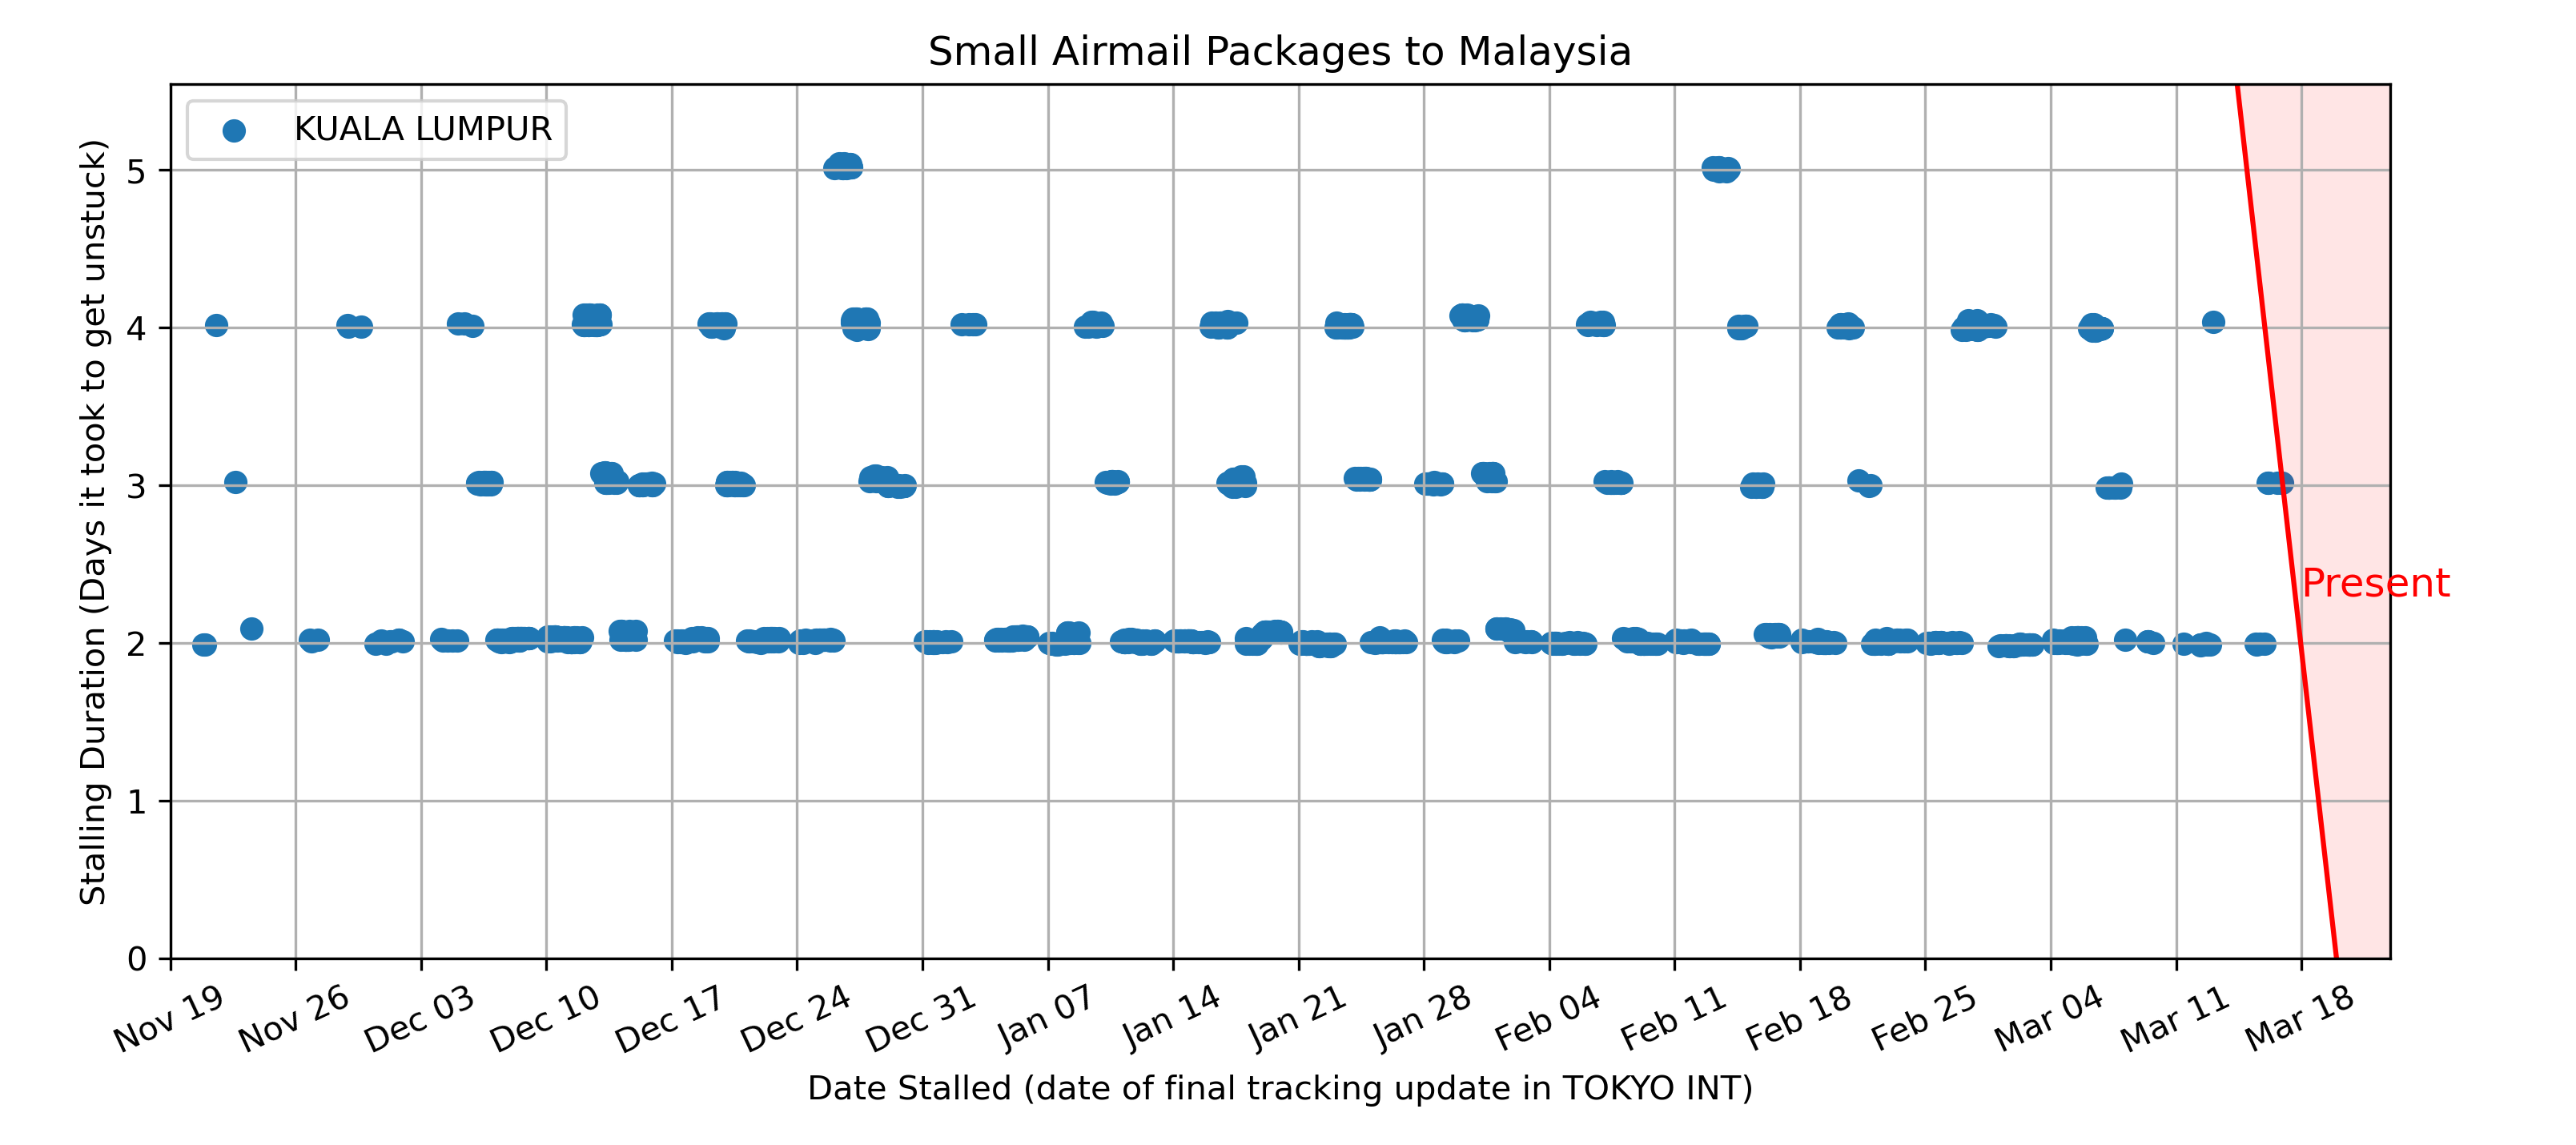 Small Airmail Packages to Malaysia
KUALA LUMPUR
Stalling Duration (Days it took to get unstuck)
5
4
3
2
1
0
Present
Nov 19
Nov 26
Dec 03
Dec 10
Dec 17
Dec 24
Dec 31
Jan 07
Jan 14
Jan 21
Jan 28
Feb 04
Feb 11
Feb 18
Feb 25
Mar 04
Mar 11
Mar 18
Date Stalled (date of final tracking update in TOKYO INT)